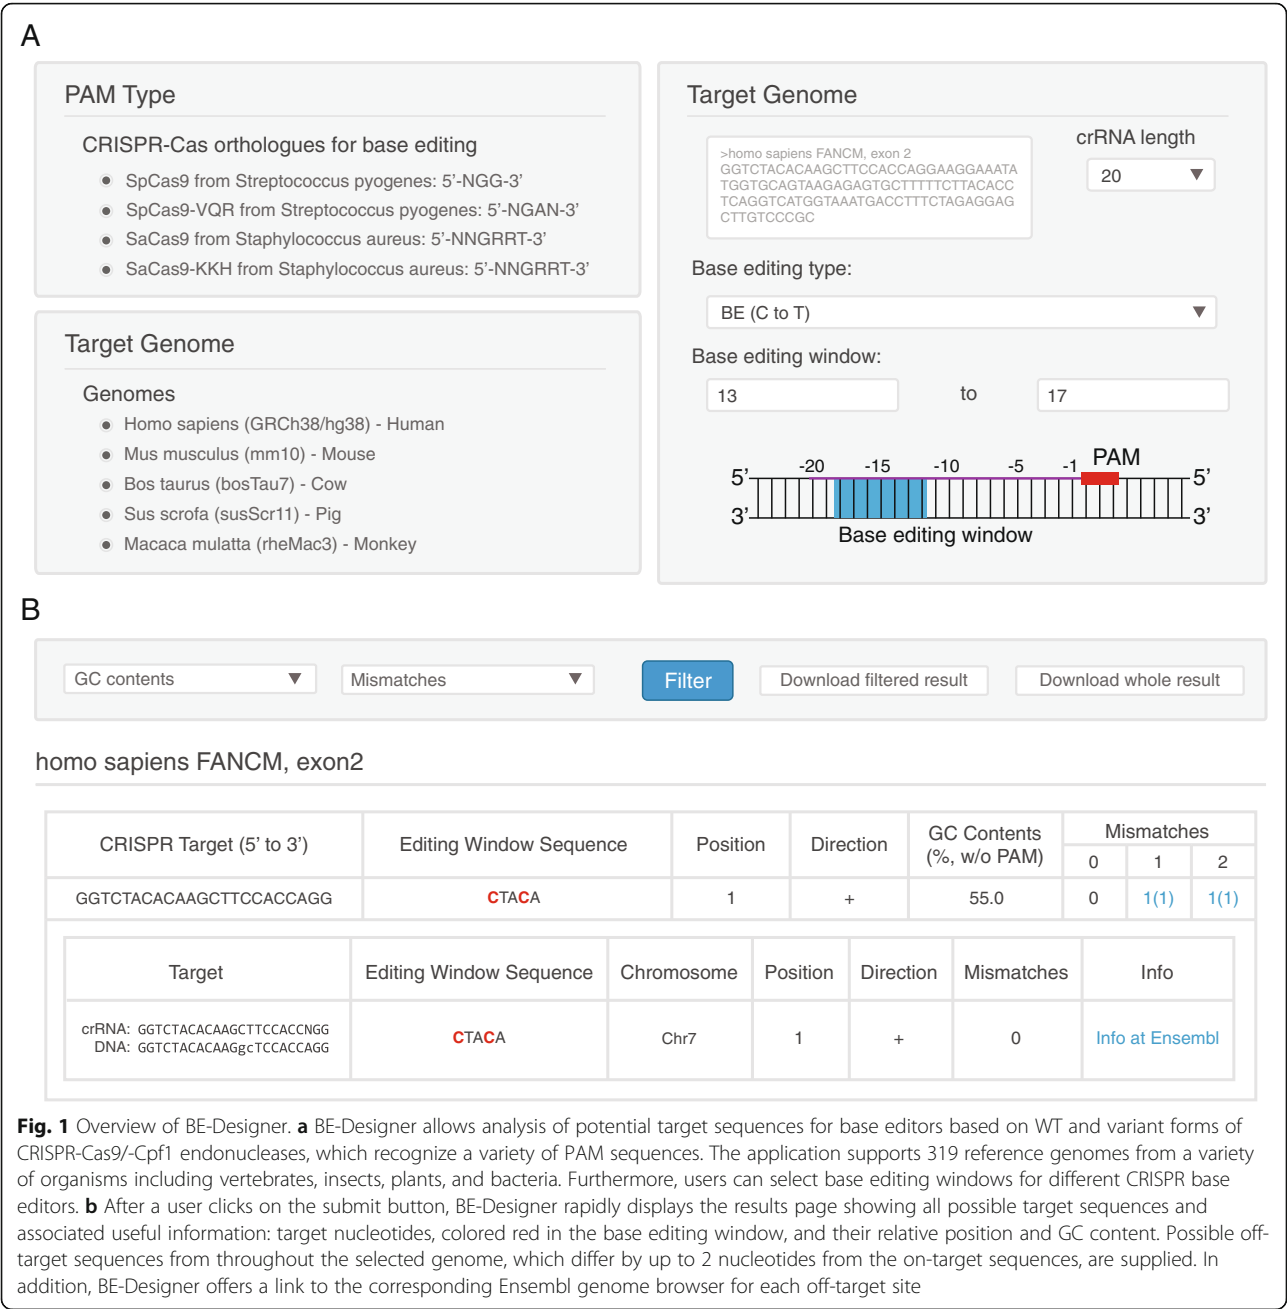 A
PAM Type
CRISPR-Cas orthologues for base editing
SpCas9 from Streptococcus pyogenes: 5'-NGG-3'
SpCas9-VQR from Streptococcus pyogenes: 5'-NGAN-3'
SaCas9 from Staphylococcus aureus: 5'-NNGRRT-3'
SaCas9-KKH from Staphylococcus aureus: 5'-NNGRRT-3'
Target Genome
Genomes
Homo sapiens (GRCh38/hg38) - Human
Mus musculus (mm10) - Mouse
Bos taurus (bosTau7) - Cow
Sus scrofa (susScr11) - Pig
Macaca mulatta (rheMac3) - Monkey
Target Genome
>homo sapiens FANCM, exon 2
GGTCTACACAAGCTTCCACCAGGAAGGAAATA
TGGTGCAGTAAGAGAGTGCTTTTTCTTACACC
TCAGGTCATGGTAAATGACCTTTCTAGAGGAG
CTTGTCCCGC
crRNA length
20
Base editing type:
BE (C to T)
Base editing window:
13 to 17
-20 -15 -10 -5 -1 PAM
5' 5'
3' 3'
Base editing window
B
GC contents Mismatches Filter Download filtered result Download whole result
homo sapiens FANCM, exon2
CRISPR Target (5' to 3') Editing Window Sequence Position Direction GC Contents (%, w/o PAM) Mismatches
0 1 2
GGTCTACACAAGCTTCCACCAGG CTACA 1 + 55.0 0 1(1) 1(1)
Target Editing Window Sequence Chromosome Position Direction Mismatches Info
crRNA: GGTCTACACAAGCTTCCACCNGG
DNA: GGTCTACACAAGgcTCCACCAGG
CTACA Chr7 1 + 0 Info at Ensembl
Fig. 1 Overview of BE-Designer. a BE-Designer allows analysis of potential target sequences for base editors based on WT and variant forms of
CRISPR-Cas9/-Cpf1 endonucleases, which recognize a variety of PAM sequences. The application supports 319 reference genomes from a variety
of organisms including vertebrates, insects, plants, and bacteria. Furthermore, users can select base editing windows for different CRISPR base
editors. b After a user clicks on the submit button, BE-Designer rapidly displays the results page showing all possible target sequences and
associated useful information: target nucleotides, colored red in the base editing window, and their relative position and GC content. Possible off-
target sequences from throughout the selected genome, which differ by up to 2 nucleotides from the on-target sequences, are supplied. In
addition, BE-Designer offers a link to the corresponding Ensembl genome browser for each off-target site